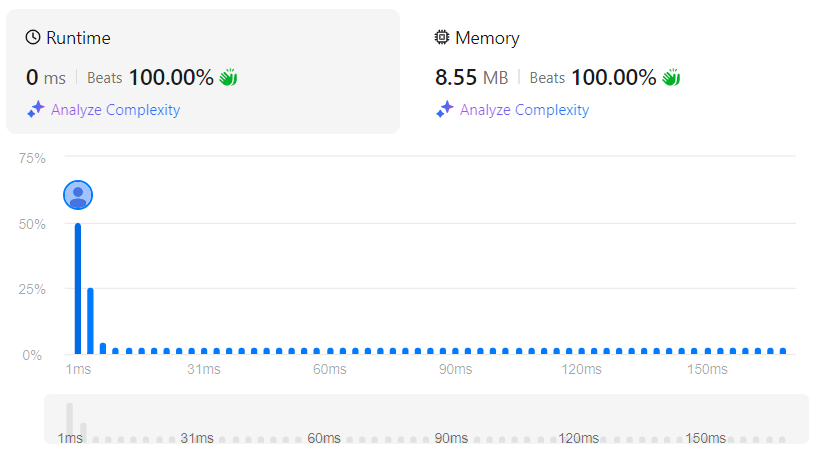 Runtime
0 ms | Beats 100.00%
Analyze Complexity
Memory
8.55 MB | Beats 100.00%
Analyze Complexity
75%
50%
25%
0%
1ms 31ms 60ms 90ms 120ms 150ms
1ms 31ms 60ms 90ms 120ms 150ms